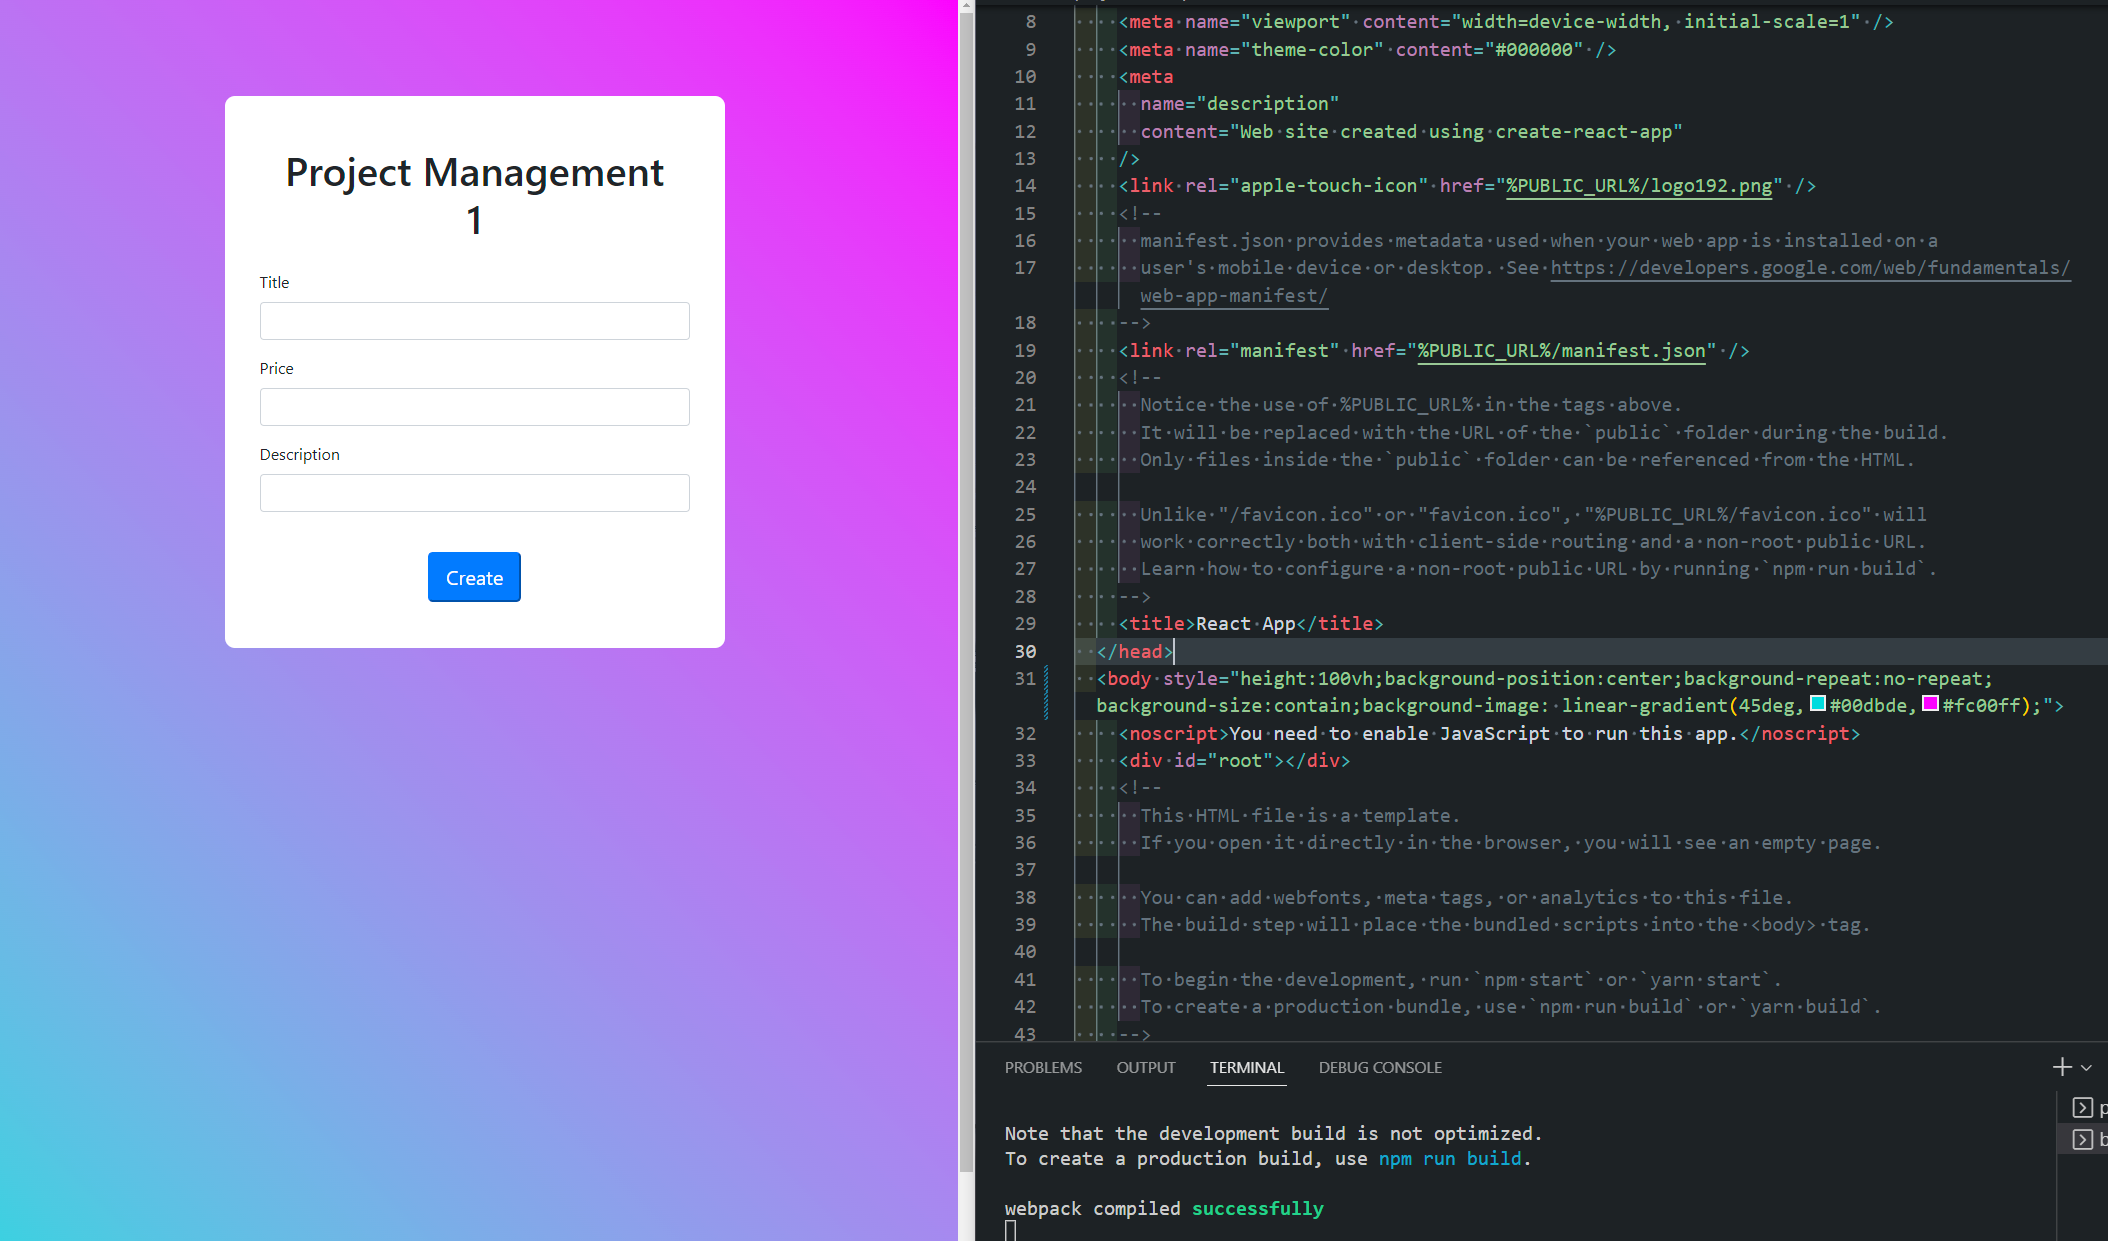 Project Management
1
Title
Price
Description
Create
8 <meta name="viewport" content="width=device-width, initial-scale=1" />
9 <meta name="theme-color" content="#000000" />
10 <meta
11 name="description"
12 content="Web site created using create-react-app"
13 />
14 <link rel="apple-touch-icon" href="%PUBLIC_URL%/logo192.png" />
15 <!--
16 manifest.json provides metadata used when your web app is installed on a
17 user's mobile device or desktop. See https://developers.google.com/web/fundamentals/
web-app-manifest/
18 -->
19 <link rel="manifest" href="%PUBLIC_URL%/manifest.json" />
20 <!--
21 Notice the use of %PUBLIC_URL% in the tags above.
22 It will be replaced with the URL of the `public` folder during the build.
23 Only files inside the `public` folder can be referenced from the HTML.
24
25 Unlike "/favicon.ico" or "favicon.ico", "%PUBLIC_URL%/favicon.ico" will
26 work correctly both with client-side routing and a non-root public URL.
27 Learn how to configure a non-root public URL by running `npm run build`.
28 -->
29 <title>React App</title>
30 </head>
31 <body style="height:100vh;background-position:center;background-repeat:no-repeat;
background-size:contain;background-image: linear-gradient(45deg,#00dbde,#fc00ff);">
32 <noscript>You need to enable JavaScript to run this app.</noscript>
33 <div id="root"></div>
34 <!--
35 This HTML file is a template.
36 If you open it directly in the browser, you will see an empty page.
37
38 You can add webfonts, meta tags, or analytics to this file.
39 The build step will place the bundled scripts into the <body> tag.
40
41 To begin the development, run `npm start` or `yarn start`.
42 To create a production bundle, use `npm run build` or `yarn build`.
43 -->
PROBLEMS OUTPUT TERMINAL DEBUG CONSOLE
Note that the development build is not optimized.
To create a production build, use npm run build.
webpack compiled successfully